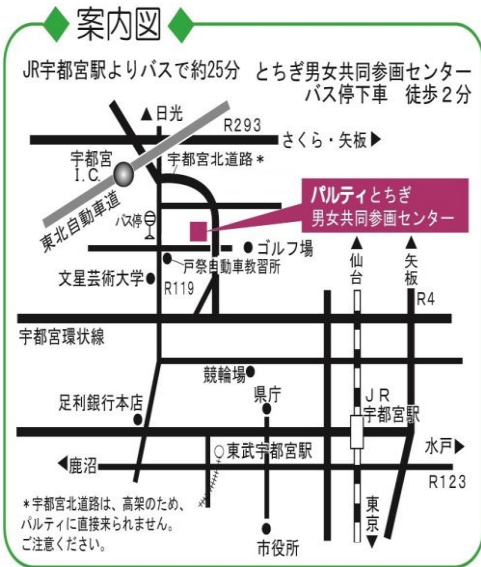 案内図
JR宇都宮駅よりバスで約25分 とちぎ男女共同参画センター
バス停下車 徒歩2分
▲日光
R293
さくら・矢板▶
宇都宮
I.C.
宇都宮北道路*
東北自動車道
バス停
パルティとちぎ
男女共同参画センター
ゴルフ場
戸祭自動車教習所
▲仙台
▲矢板
文星芸術大学
R119
R4
宇都宮環状線
競輪場
足利銀行本店
県庁
JR
宇都宮駅
東武宇都宮駅
水戸▶
◀鹿沼
R123
*宇都宮北道路は、高架のため、
パルティに直接来られません。
ご注意ください。
市役所
東京▼